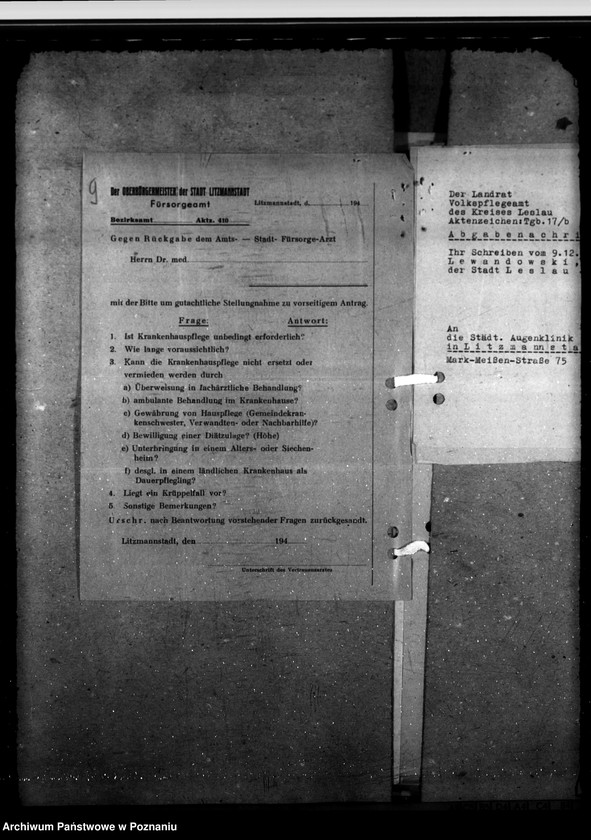 9
Der OBERBÜRGERMEISTER der STADT LITZMANNSTADT
Fürsorgeamt
Litzmannstadt, d. 194
Bezirksamt Aktz. 410
Gegen Rückgabe dem Amts- — Stadt- Fürsorge-Arzt
Herrn Dr. med.
mit der Bitte um gutachtliche Stellungnahme zu vorseitigem Antrag.
Frage: Antwort:
1. Ist Krankenhauspflege unbedingt erforderlich?
2. Wie lange voraussichtlich?
3. Kann die Krankenhauspflege nicht ersetzt oder
vermieden werden durch
a) Überweisung in fachärztliche Behandlung?
b) ambulante Behandlung im Krankenhause?
c) Gewährung von Hauspflege (Gemeindekran-
kenschwester, Verwandten- oder Nachbarhilfe)?
d) Bewilligung einer Diätzulage? (Höhe)
e) Unterbringung in einem Alters- oder Siechen-
heim?
f) desgl. in einem ländlichen Krankenhaus als
Dauerpflegling?
4. Liegt ein Krüppelfall vor?
5. Sonstige Bemerkungen?
Urschr. nach Beantwortung vorstehender Fragen zurückgesandt.
Litzmannstadt, den 194
Unterschrift des Vertrauensarztes
Der Landrat
Volkspflegeamt
des Kreises Leslau
Aktenzeichen:Tgb.17/b
A b g a b e n a c h r i
Ihr Schreiben vom 9.12.
L e w a n d o w s k i ,
der Stadt L e s l a u
An
die Städt. Augenklinik
in L i t z m a n n s t a
Mark-Meißen-Straße 75
Archiwum Państwowe w Poznaniu